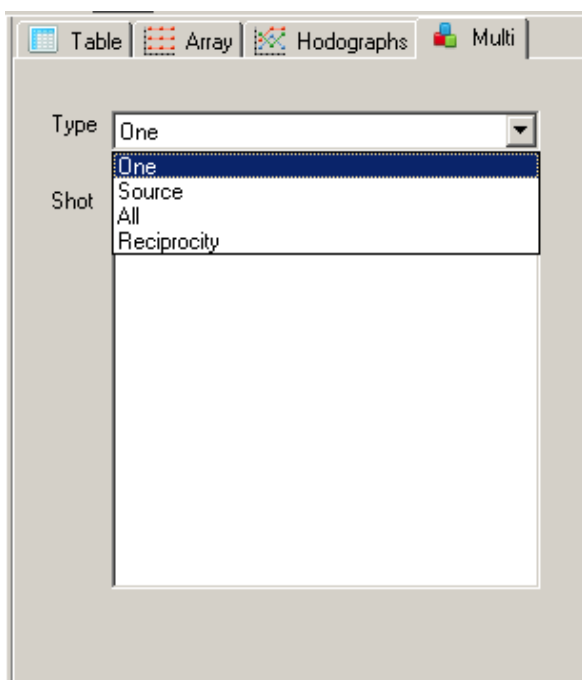 Table Array Hodographs Multi
Type One
One
Source
Shot
All
Reciprocity